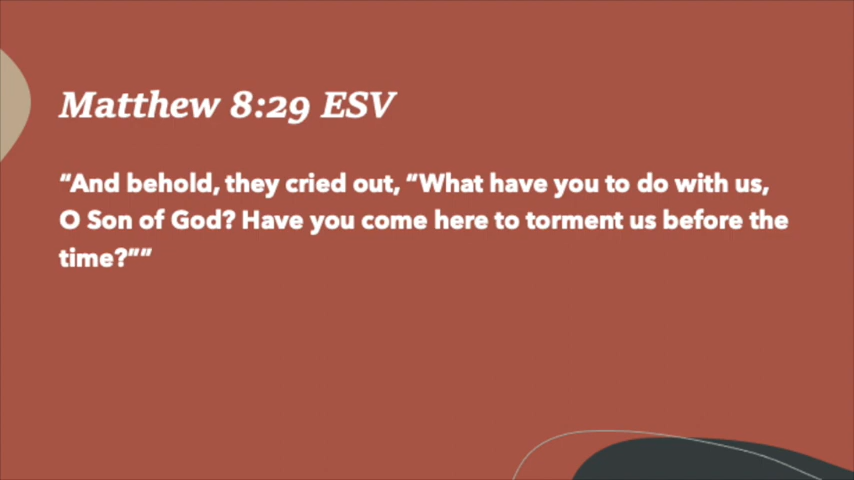 Matthew 8:29 ESV
“And behold, they cried out, “What have you to do with us,
O Son of God? Have you come here to torment us before the
time?””